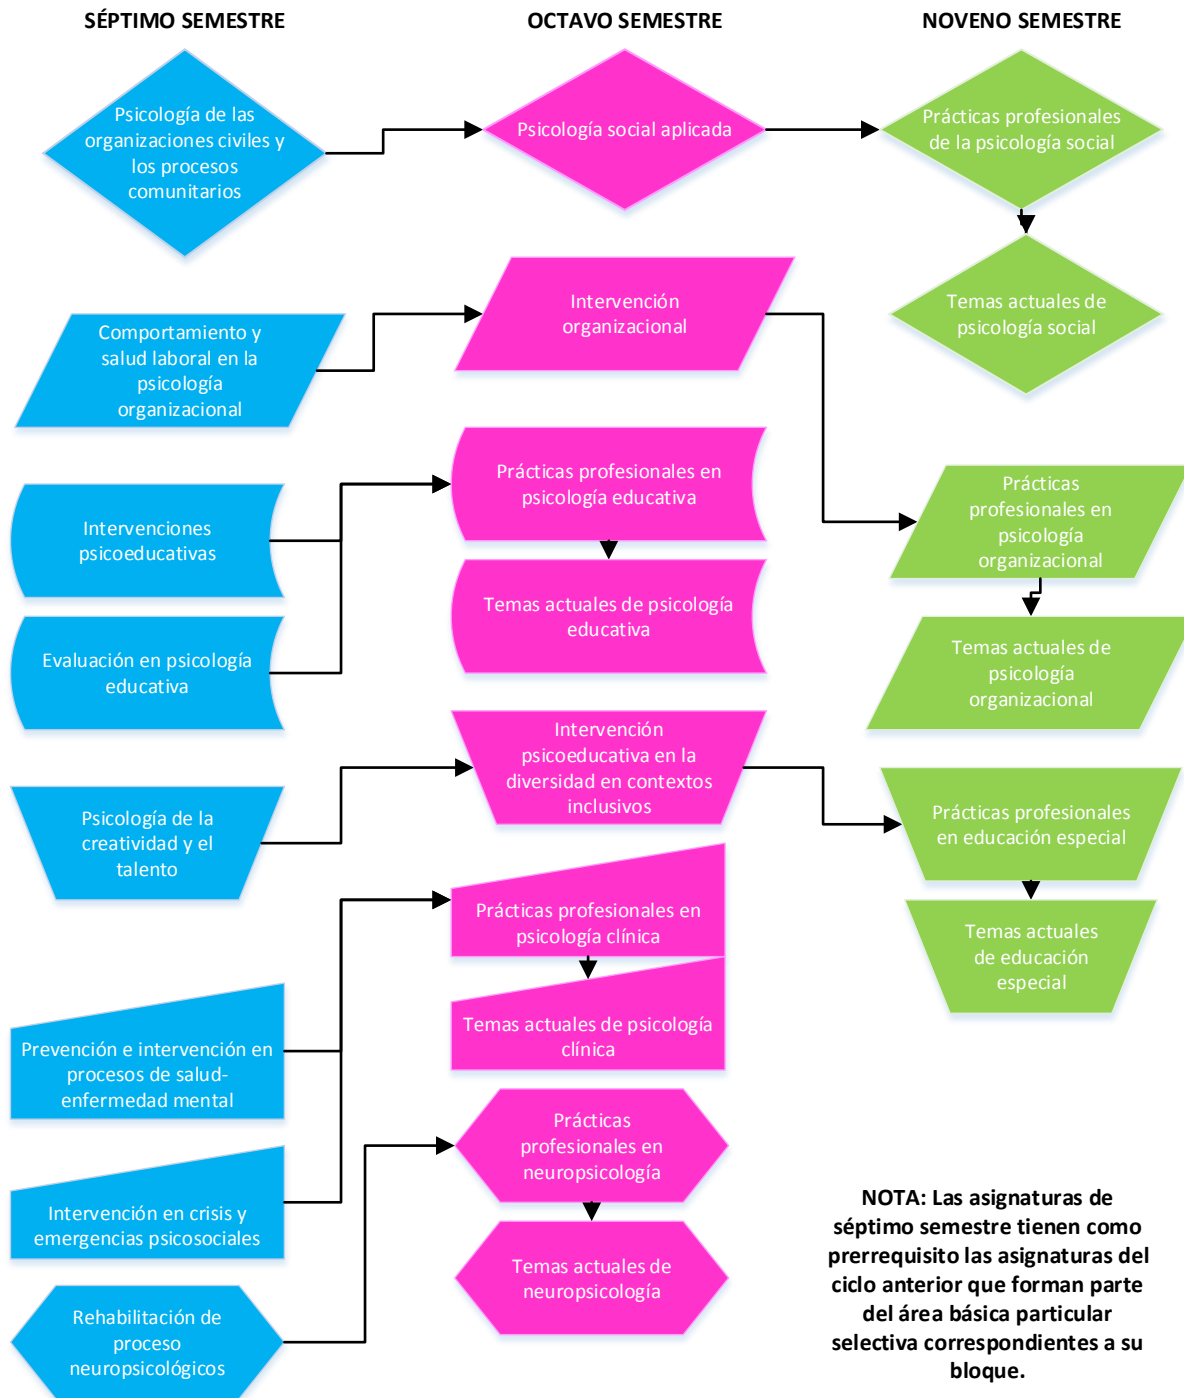 SÉPTIMO SEMESTRE
OCTAVO SEMESTRE
NOVENO SEMESTRE
Psicología de las
organizaciones civiles y
los procesos
comunitarios
Psicología social aplicada
Prácticas profesionales
de la psicología social
Temas actuales de
psicología social
Comportamiento y
salud laboral en la
psicología
organizacional
Intervención
organizacional
Prácticas
profesionales en
psicología
organizacional
Temas actuales de
psicología
organizacional
Intervenciones
psicoeducativas
Evaluación en psicología
educativa
Prácticas profesionales en
psicología educativa
Temas actuales de psicología
educativa
Psicología de la
creatividad y el
talento
Intervención
psicoeducativa en la
diversidad en contextos
inclusivos
Prácticas profesionales
en educación especial
Temas actuales
de educación
especial
Prevención e intervención en
procesos de salud-
enfermedad mental
Intervención en crisis y
emergencias psicosociales
Prácticas profesionales en
psicología clínica
Temas actuales de psicología
clínica
Rehabilitación de
proceso
neuropsicológicos
Prácticas
profesionales en
neuropsicología
Temas actuales de
neuropsicología
NOTA: Las asignaturas de
séptimo semestre tienen como
prerrequisito las asignaturas del
ciclo anterior que forman parte
del área básica particular
selectiva correspondientes a su
bloque.